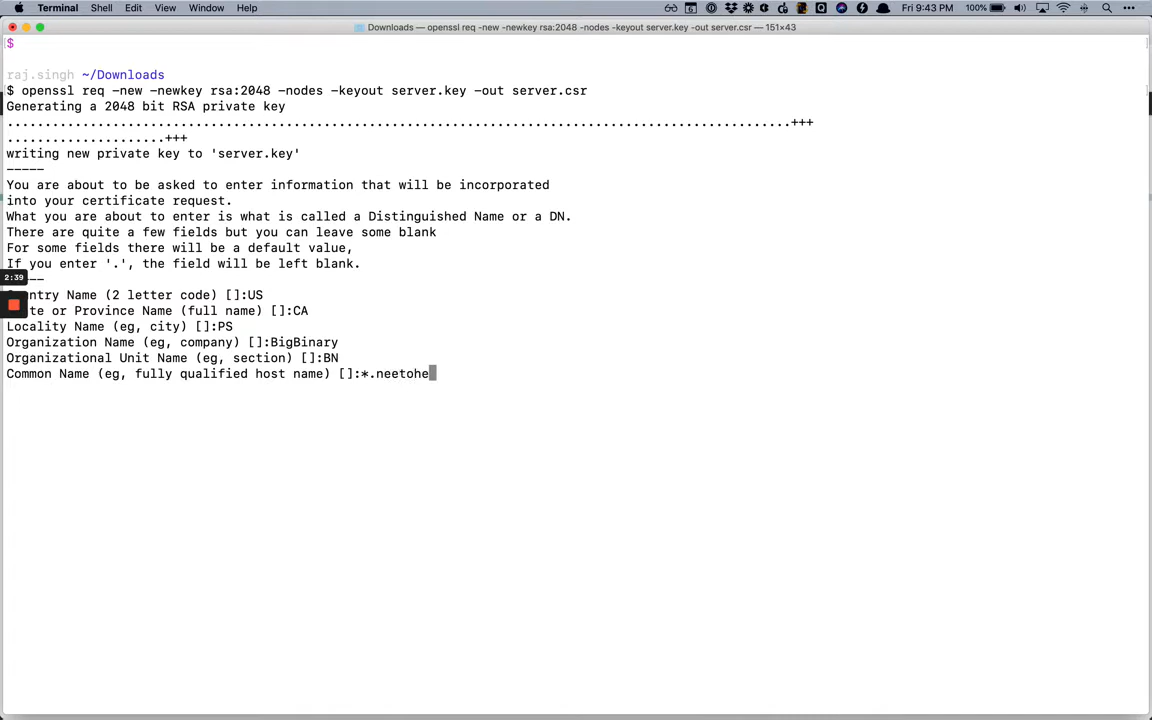 Terminal Shell Edit View Window Help 6 100% Fri 9:43 PM
Downloads — openssl req -new -newkey rsa:2048 -nodes -keyout server.key -out server.csr — 151×43
$
raj.singh ~/Downloads
$ openssl req -new -newkey rsa:2048 -nodes -keyout server.key -out server.csr
Generating a 2048 bit RSA private key
........................................................................................................+++
.....................+++
writing new private key to 'server.key'
-----
You are about to be asked to enter information that will be incorporated
into your certificate request.
What you are about to enter is what is called a Distinguished Name or a DN.
There are quite a few fields but you can leave some blank
For some fields there will be a default value,
If you enter '.', the field will be left blank.
2:39 --
ntry Name (2 letter code) []:US
te or Province Name (full name) []:CA
Locality Name (eg, city) []:PS
Organization Name (eg, company) []:BigBinary
Organizational Unit Name (eg, section) []:BN
Common Name (eg, fully qualified host name) []:*.neetohe